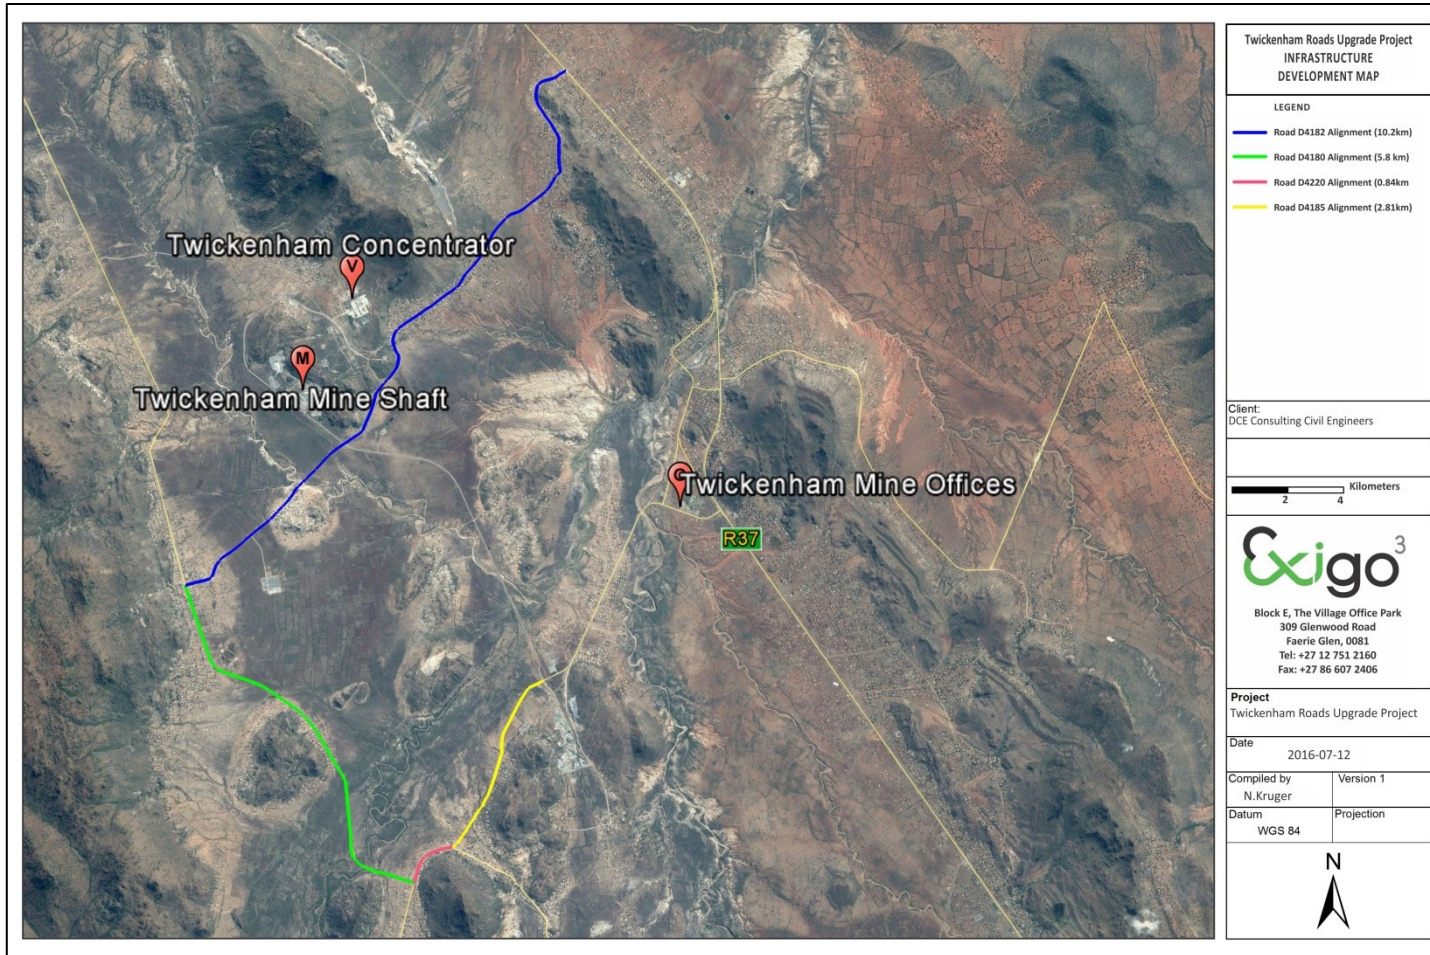 Twickenham Concentrator
V
M
Twickenham Mine Shaft
Twickenham Mine Offices
R37
Twickenham Roads Upgrade Project
INFRASTRUCTURE
DEVELOPMENT MAP
LEGEND
Road D4182 Alignment (10.2km)
Road D4180 Alignment (5.8 km)
Road D4220 Alignment (0.84km
Road D4185 Alignment (2.81km)
Client:
DCE Consulting Civil Engineers
Kilometers
2 4
Exigo3
Block E, The Village Office Park
309 Glenwood Road
Faerie Glen, 0081
Tel: +27 12 751 2160
Fax: +27 86 607 2406
Project
Twickenham Roads Upgrade Project
Date
2016-07-12
Compiled by Version 1
N.Kruger
Datum Projection
WGS 84
N